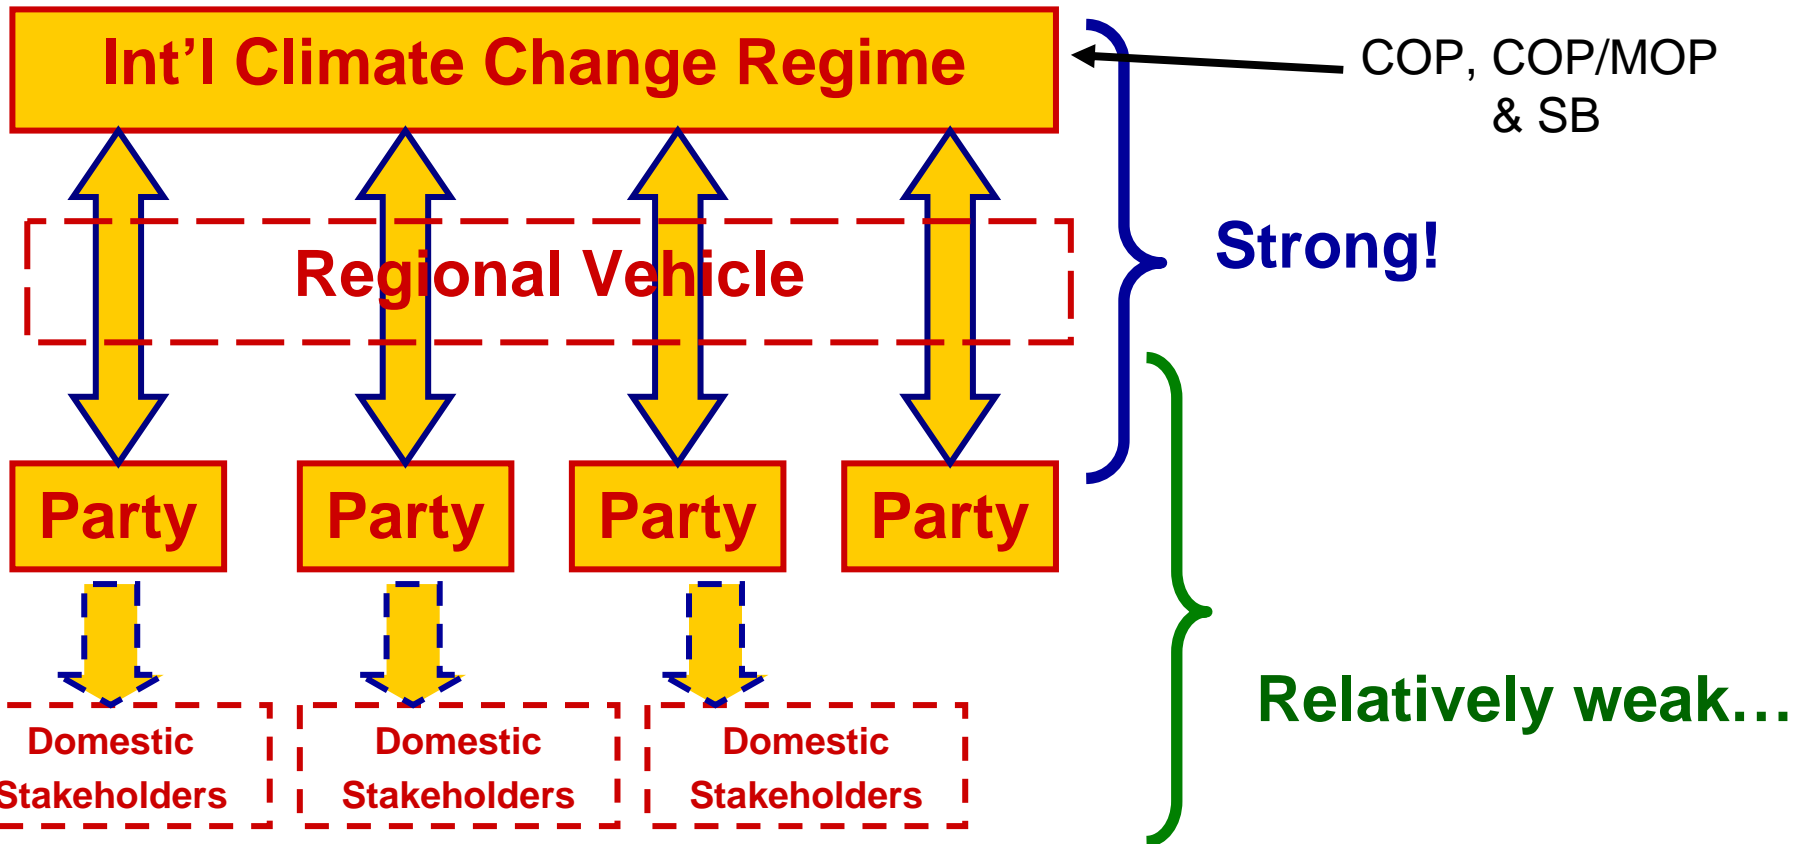 Int’l Climate Change Regime
COP, COP/MOP
& SB
Regional Vehicle
Strong!
Party
Party
Party
Party
Relatively weak…
Domestic
Stakeholders
Domestic
Stakeholders
Domestic
Stakeholders